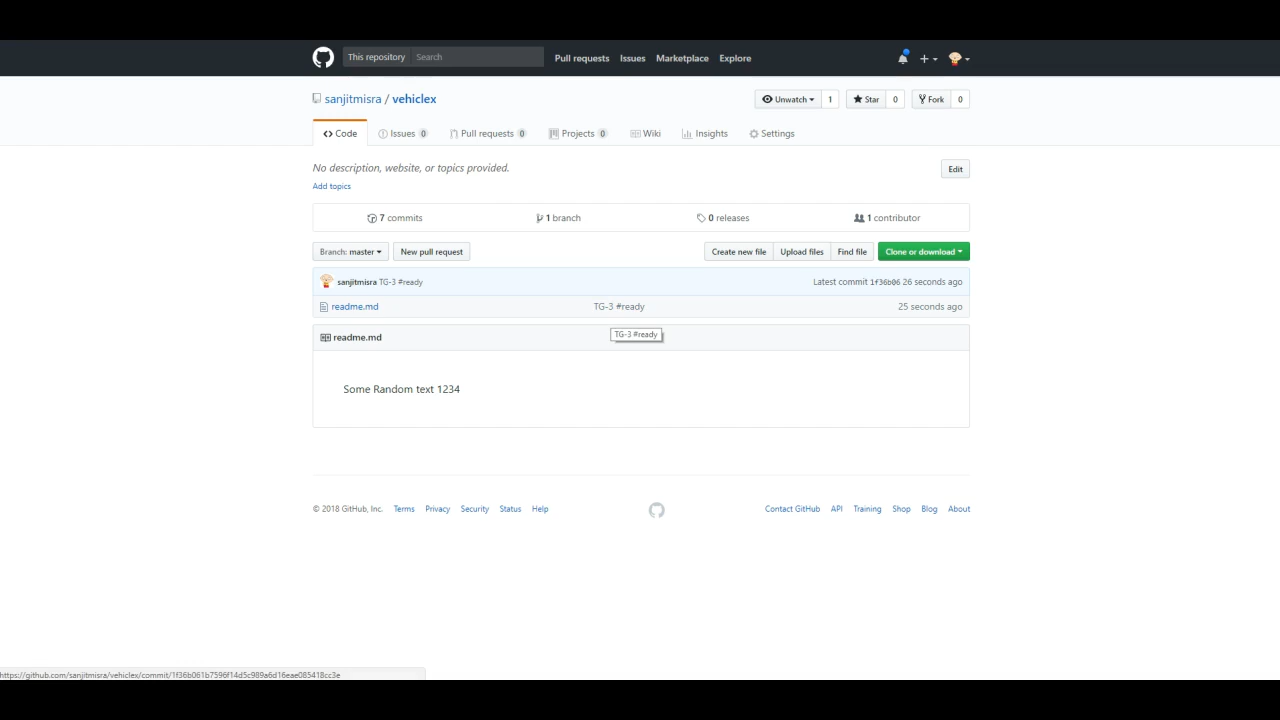 This repository Search Pull requests Issues Marketplace Explore
sanjitmisra / vehiclex Unwatch 1 Star 0 Fork 0
Code Issues 0 Pull requests 0 Projects 0 Wiki Insights Settings
No description, website, or topics provided. Edit
Add topics
7 commits 1 branch 0 releases 1 contributor
Branch: master New pull request Create new file Upload files Find file Clone or download
sanjitmisra TG-3 #ready Latest commit 1f36b06 26 seconds ago
readme.md TG-3 #ready 25 seconds ago
TG-3 #ready
readme.md
Some Random text 1234
© 2018 GitHub, Inc. Terms Privacy Security Status Help Contact GitHub API Training Shop Blog About
https://github.com/sanjitmisra/vehiclex/commit/1f36b061b7596f14d5c989a6d16eae085418cc3e